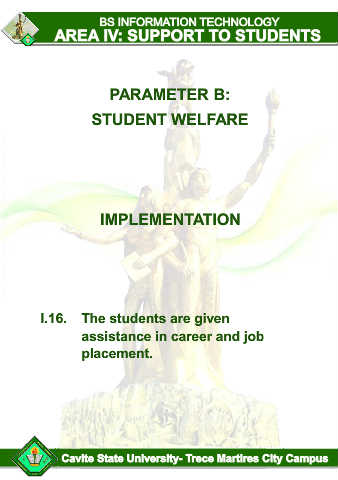 BS INFORMATION TECHNOLOGY
AREA IV: SUPPORT TO STUDENTS
PARAMETER B:
STUDENT WELFARE
IMPLEMENTATION
I.16. The students are given
assistance in career and job
placement.
Cavite State University- Trece Martires City Campus